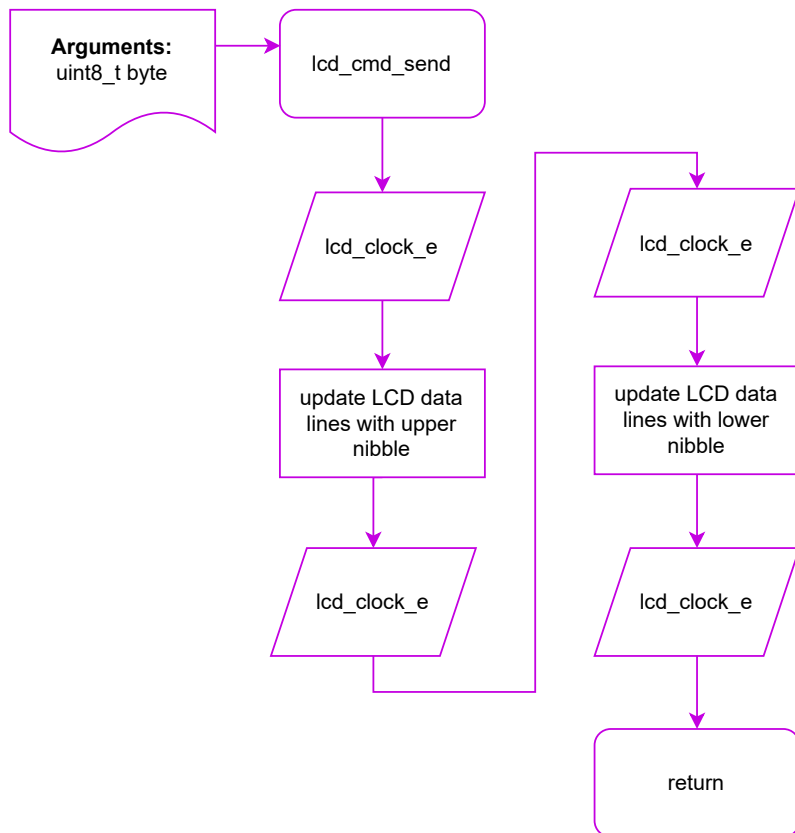 Arguments:
uint8_t byte
lcd_cmd_send
lcd_clock_e
update LCD data
lines with upper
nibble
lcd_clock_e
lcd_clock_e
update LCD data
lines with lower
nibble
lcd_clock_e
return